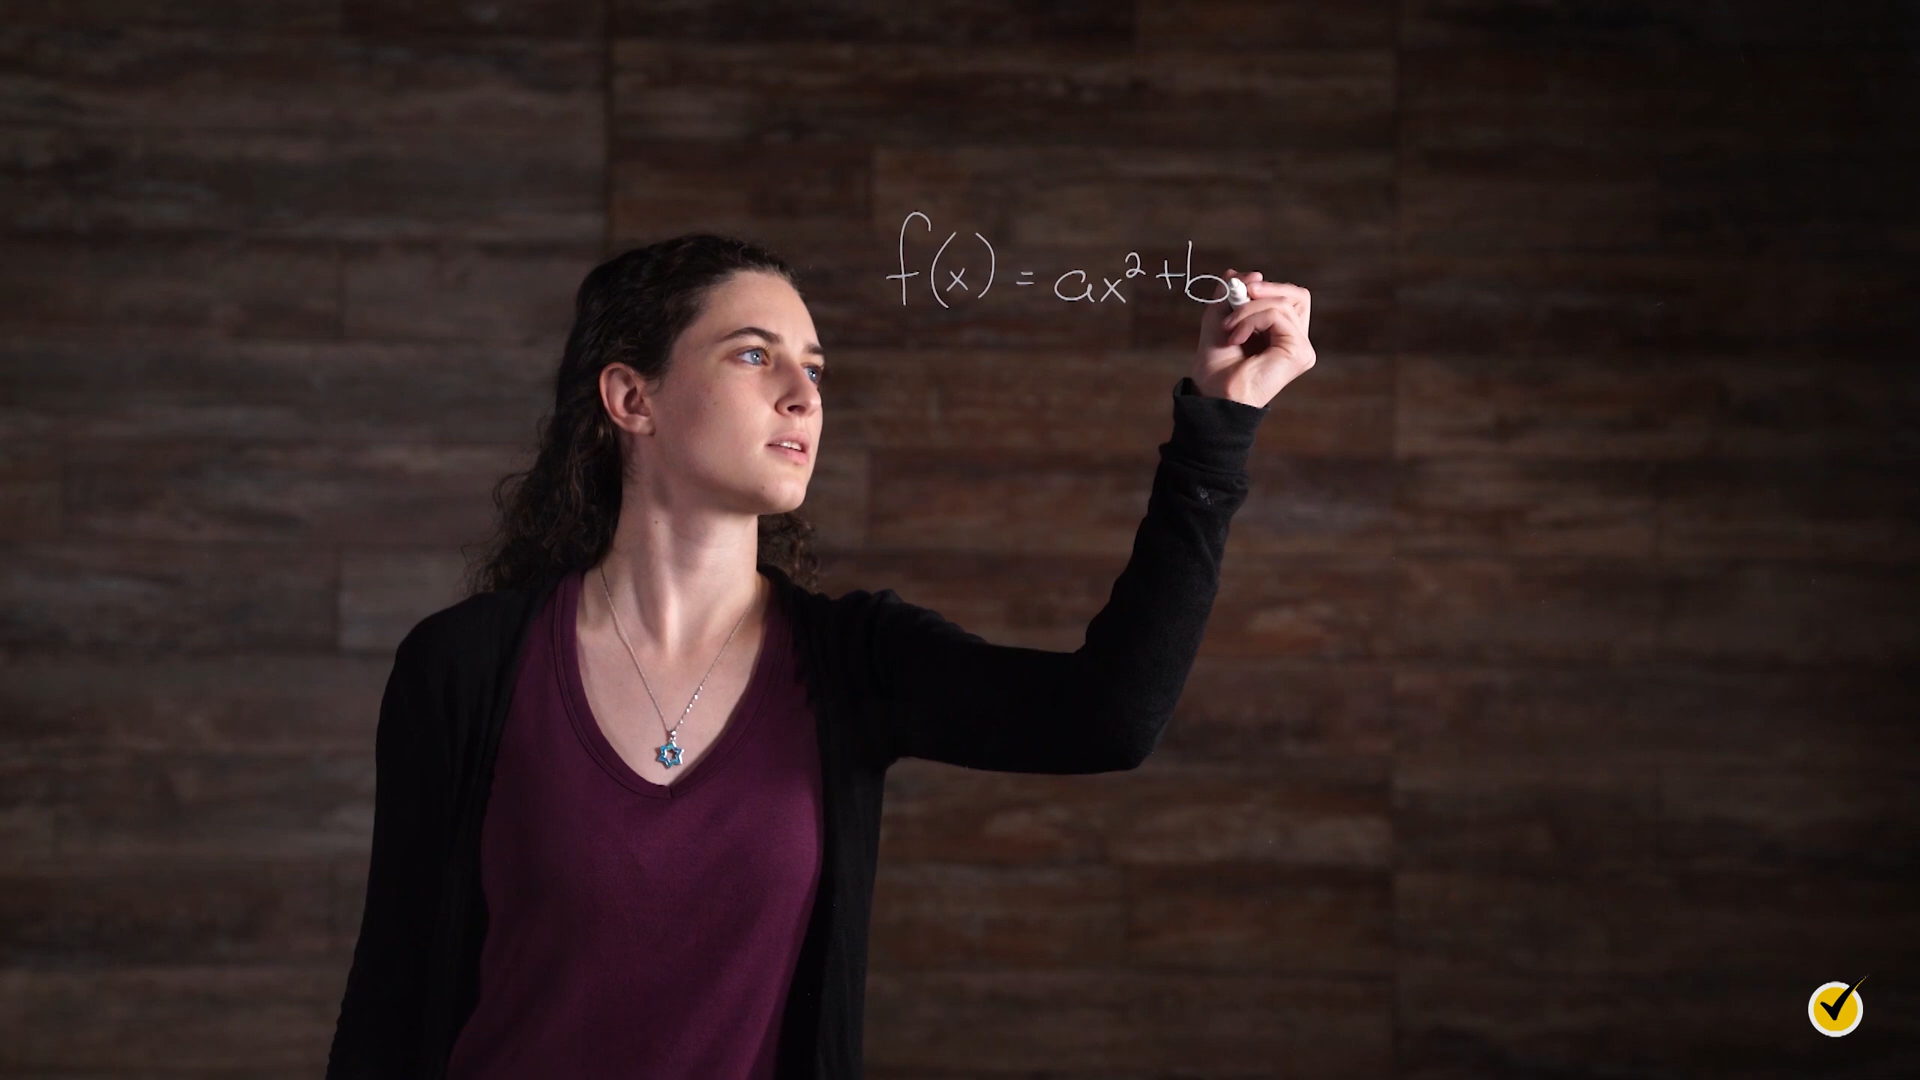 f(x) = ax²+b